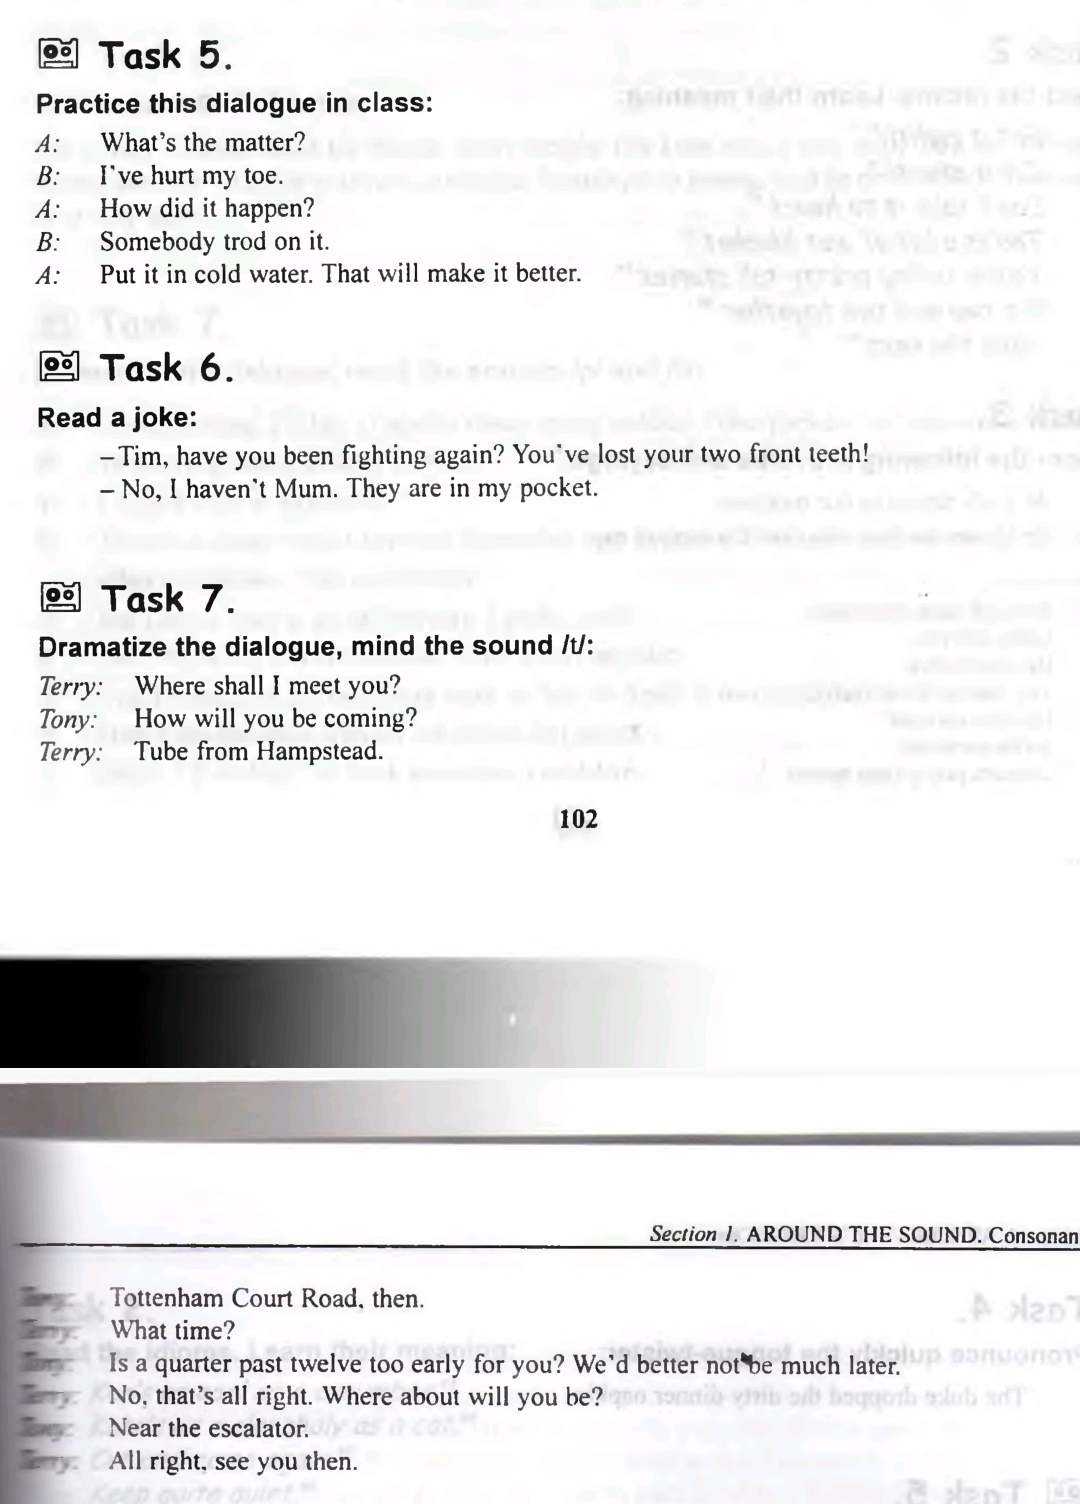 Task 5.
Practice this dialogue in class:
A: What's the matter?
B: I've hurt my toe.
A: How did it happen?
B: Somebody trod on it.
A: Put it in cold water. That will make it better.
Task 6.
Read a joke:
– Tim, have you been fighting again? You've lost your two front teeth!
– No, I haven't Mum. They are in my pocket.
Task 7.
Dramatize the dialogue, mind the sound /t/:
Terry: Where shall I meet you?
Tony: How will you be coming?
Terry: Tube from Hampstead.
102
Section 1. AROUND THE SOUND. Consonan
Tottenham Court Road, then.
What time?
Is a quarter past twelve too early for you? We'd better not be much later.
No, that's all right. Where about will you be?
Near the escalator.
All right, see you then.